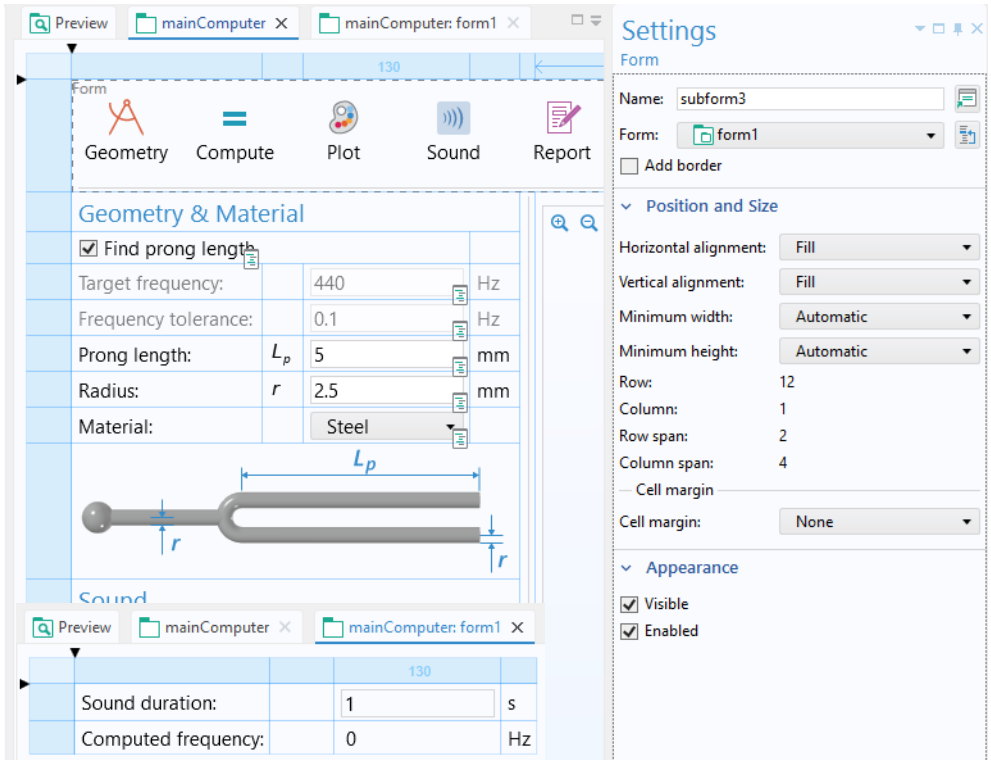 Preview
mainComputer
mainComputer: form1
130
Form
Geometry
Compute
Plot
Sound
Report
Geometry & Material
Find prong length
Target frequency: 440 Hz
Frequency tolerance: 0.1 Hz
Prong length: Lp 5 mm
Radius: r 2.5 mm
Material: Steel
Lp
r
r
Sound
Preview
mainComputer
mainComputer: form1
130
Sound duration: 1 s
Computed frequency: 0 Hz
Settings
Form
Name: subform3
Form: form1
Add border
Position and Size
Horizontal alignment: Fill
Vertical alignment: Fill
Minimum width: Automatic
Minimum height: Automatic
Row: 12
Column: 1
Row span: 2
Column span: 4
Cell margin
Cell margin: None
Appearance
Visible
Enabled